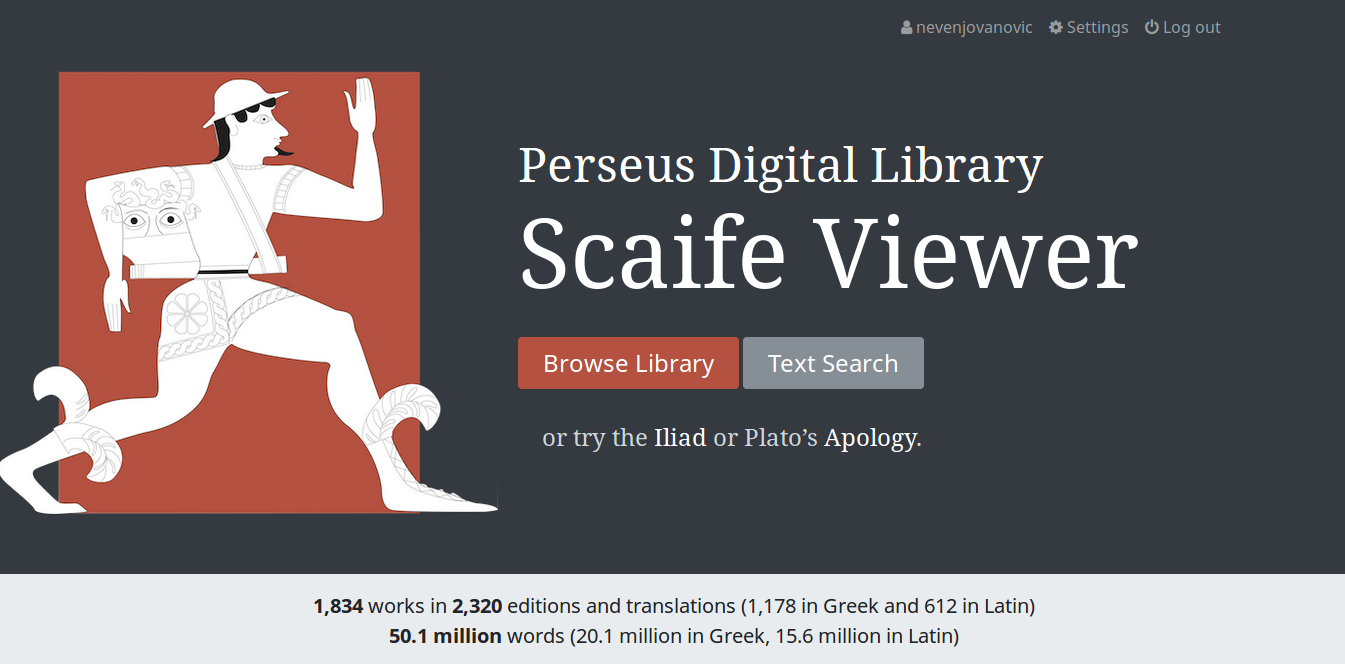 nevenjovanovic Settings Log out
Perseus Digital Library
Scaife Viewer
Browse Library Text Search
or try the Iliad or Plato’s Apology.
1,834 works in 2,320 editions and translations (1,178 in Greek and 612 in Latin)
50.1 million words (20.1 million in Greek, 15.6 million in Latin)